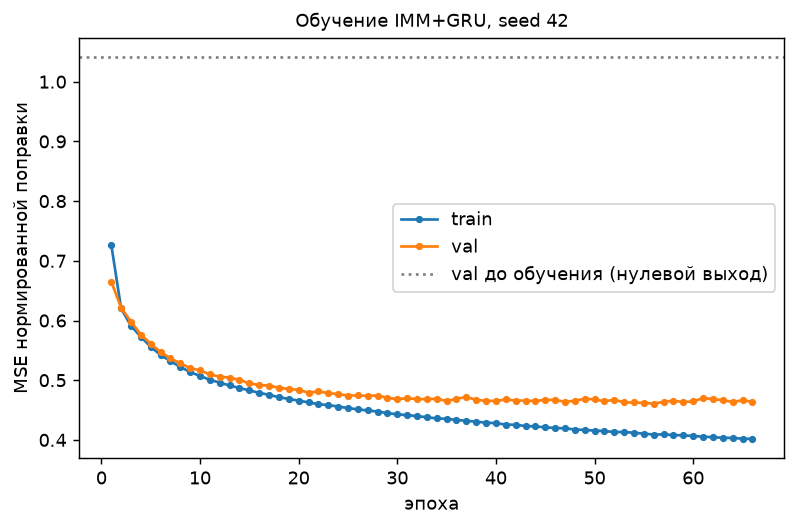 Обучение IMM+GRU, seed 42
MSE нормированной поправки
1.0
0.9
0.8
0.7
0.6
0.5
0.4
train
val
val до обучения (нулевой выход)
0 10 20 30 40 50 60
эпоха